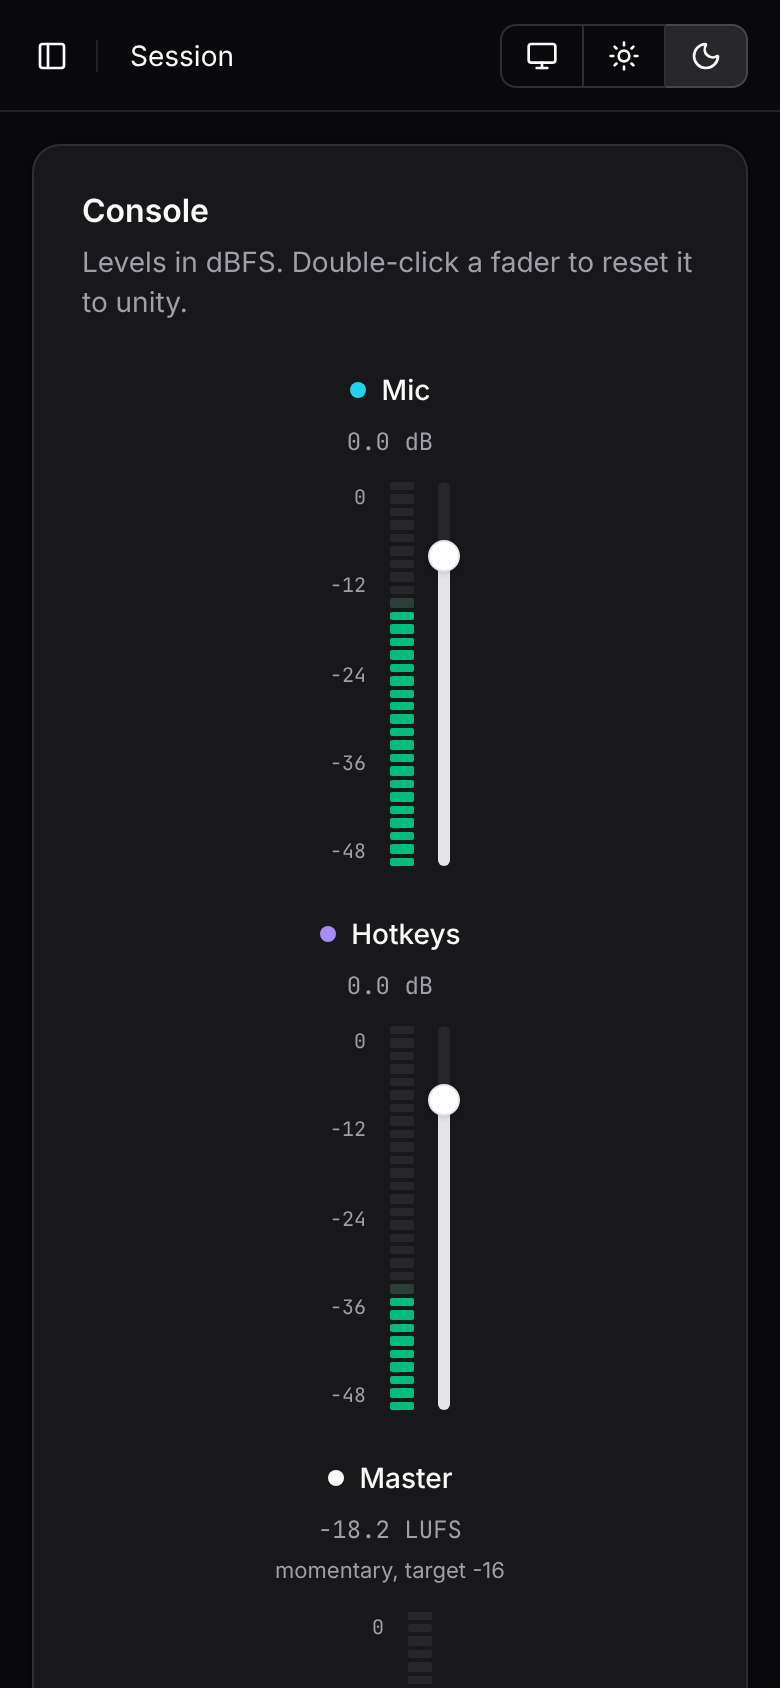 Session
Console
Levels in dBFS. Double-click a fader to reset it
to unity.
Mic
0.0 dB
0
-12
-24
-36
-48
Hotkeys
0.0 dB
0
-12
-24
-36
-48
Master
-18.2 LUFS
momentary, target -16
0